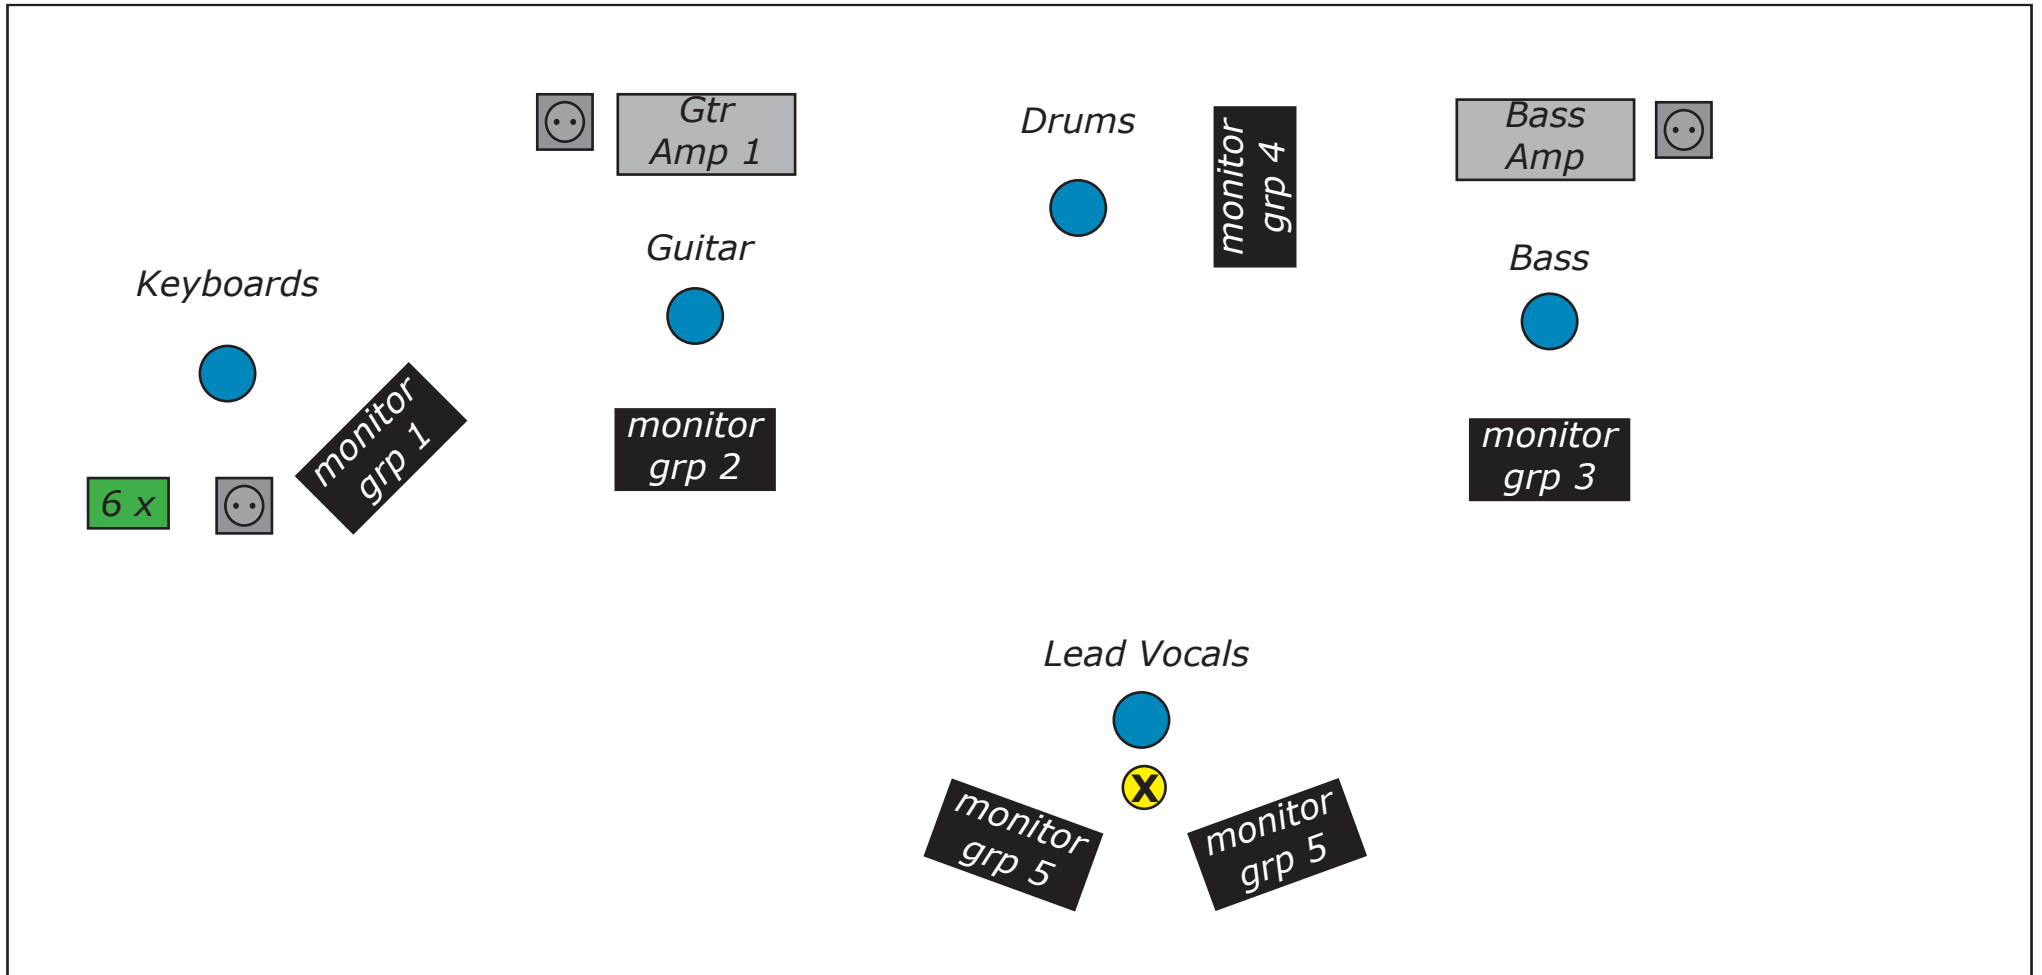 Gtr
Amp 1
Drums
monitor
grp 4
Bass
Amp
Keyboards
Guitar
Bass
monitor
grp 1
monitor
grp 2
monitor
grp 3
6 x
Lead Vocals
X
monitor
grp 5
monitor
grp 5